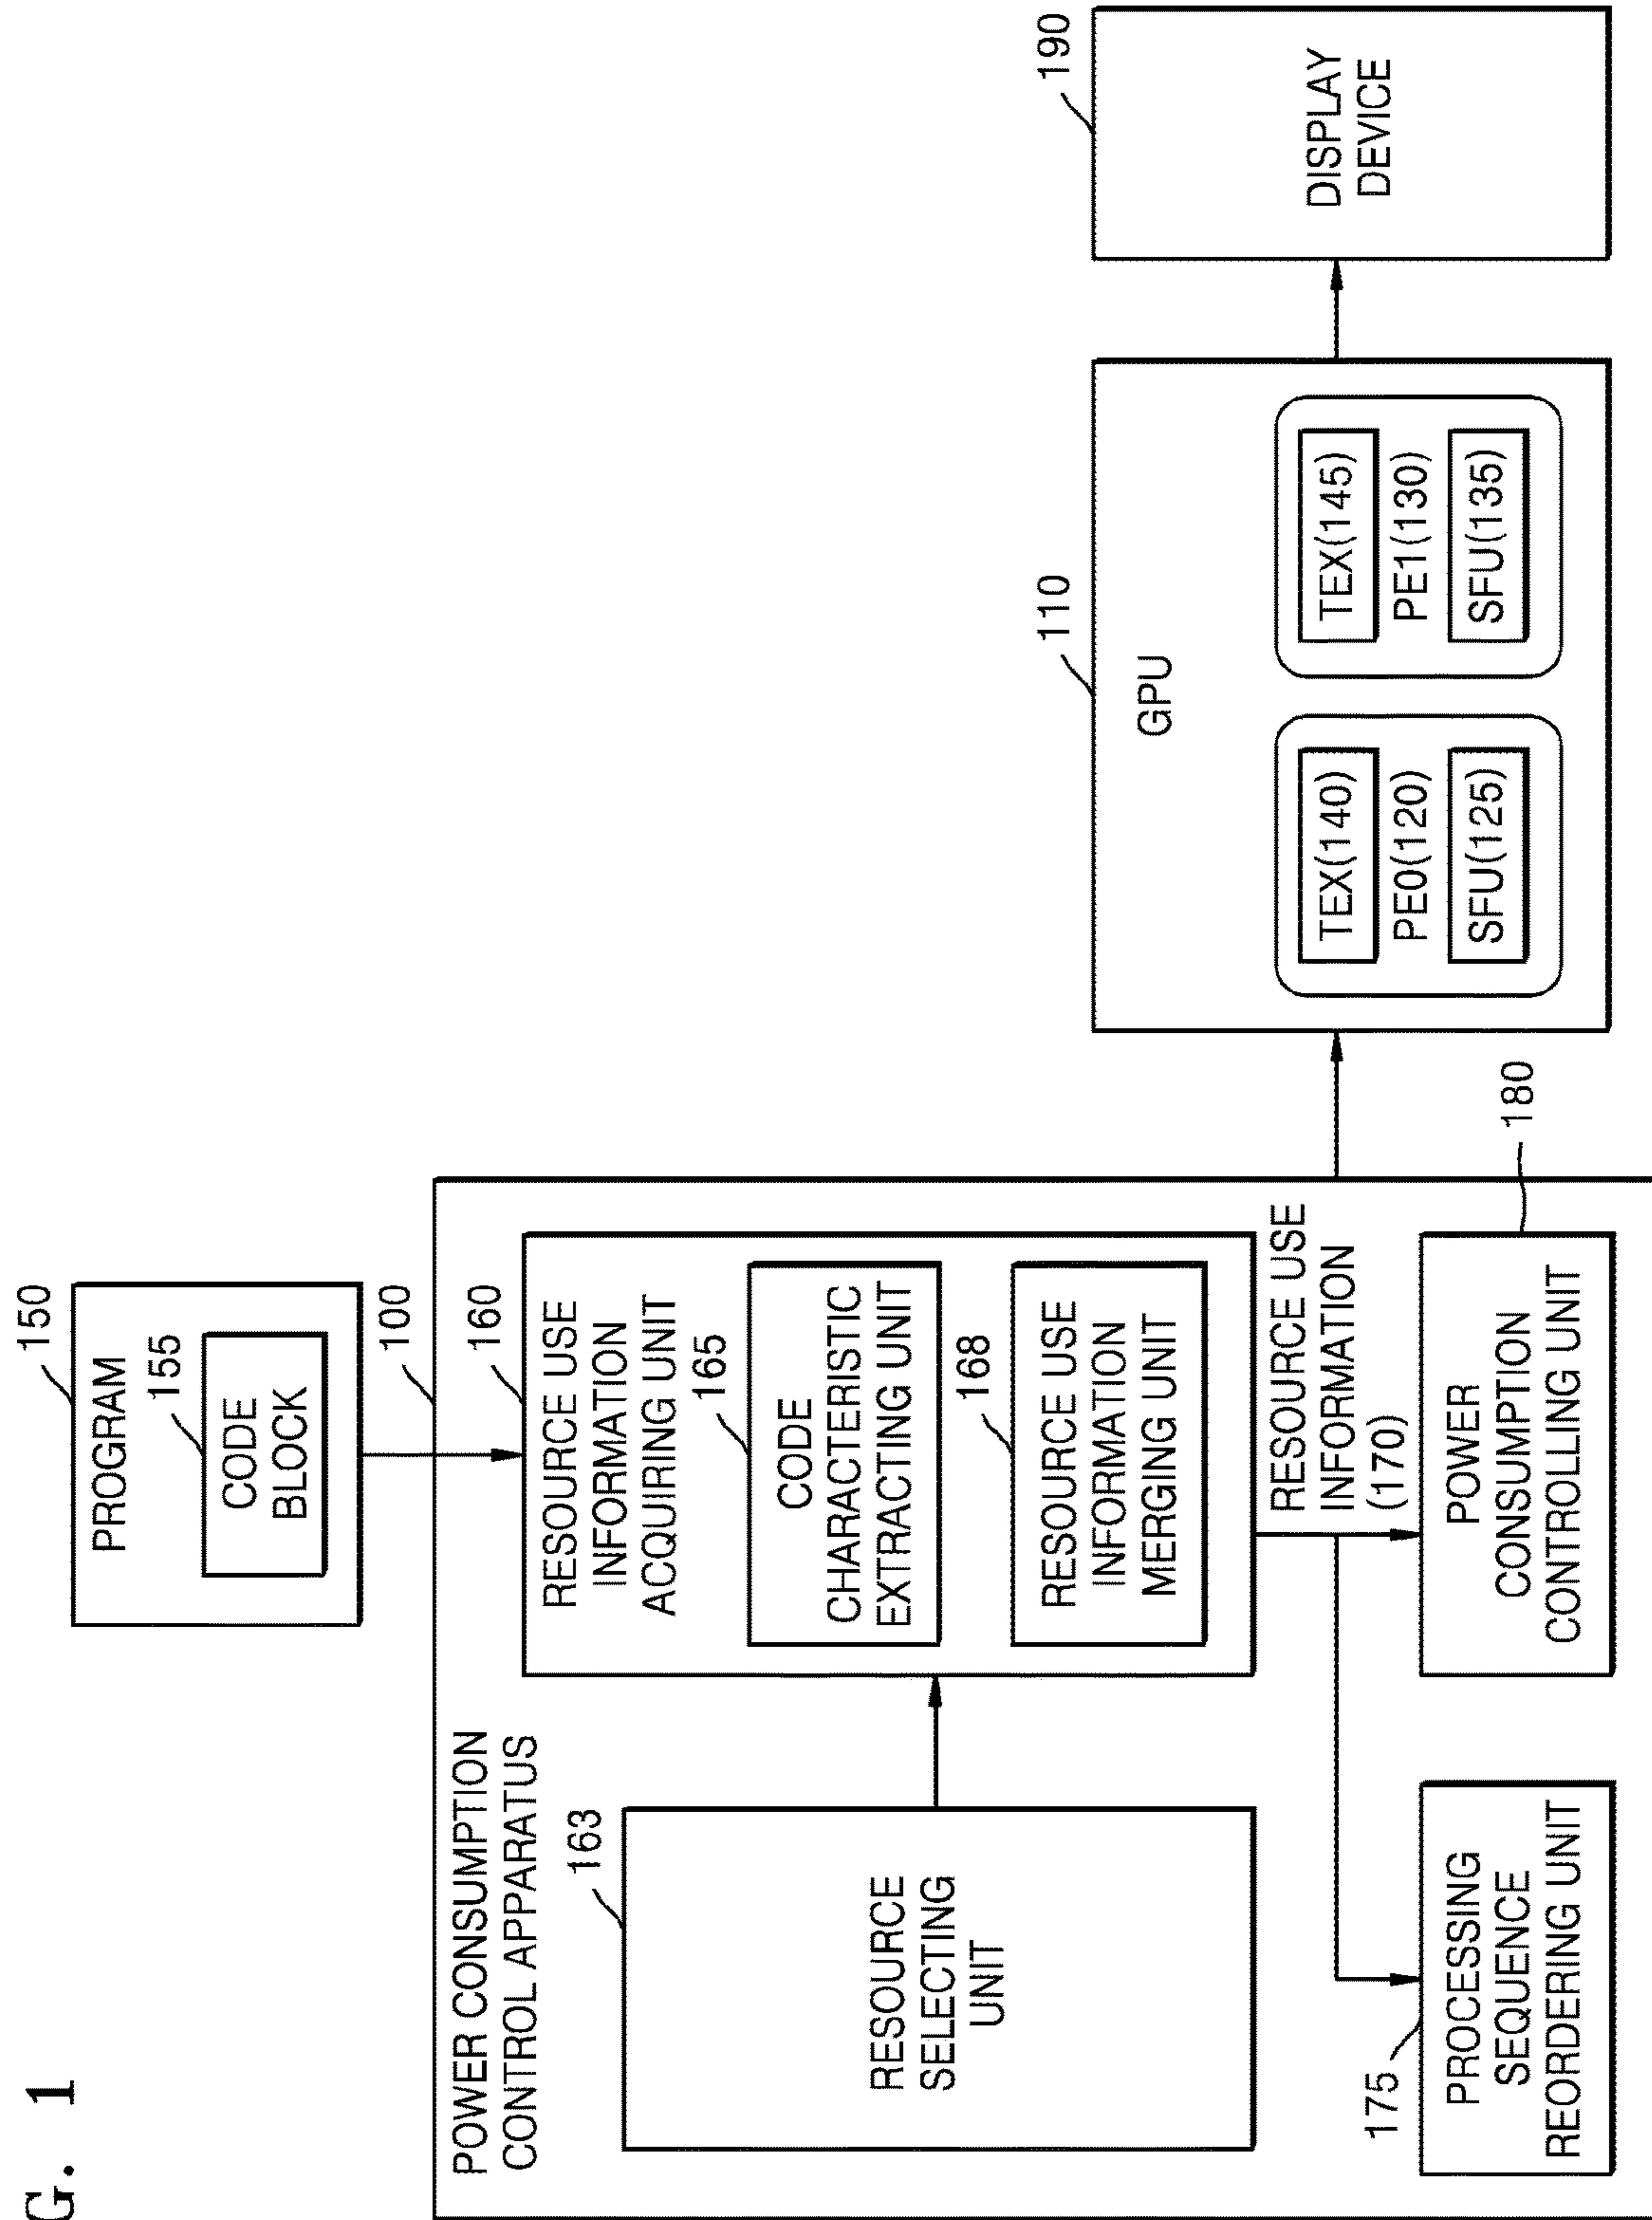 G. 1
150
PROGRAM
155
CODE
BLOCK
100
POWER CONSUMPTION
CONTROL APPARATUS
160
RESOURCE USE
INFORMATION
ACQUIRING UNIT
163
RESOURCE
SELECTING
UNIT
165
CODE
CHARACTERISTIC
EXTRACTING UNIT
168
RESOURCE USE
INFORMATION
MERGING UNIT
RESOURCE USE
INFORMATION
(170)
175
PROCESSING
SEQUENCE
REORDERING UNIT
POWER
CONSUMPTION
CONTROLLING UNIT
180
110
GPU
TEX(140)
PE0(120)
SFU(125)
TEX(145)
PE1(130)
SFU(135)
190
DISPLAY
DEVICE